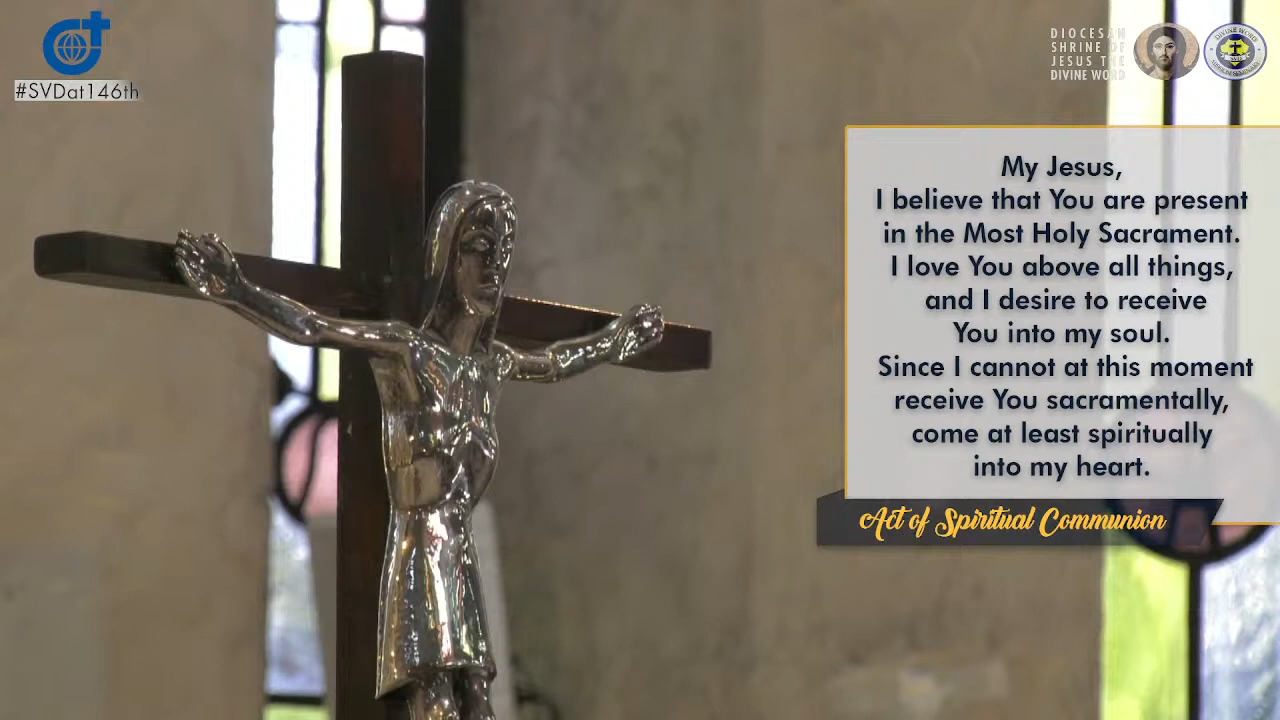 #SVDat146th
DIOCESAN
SHRINE OF
JESUS THE
DIVINE WORD
My Jesus,
I believe that You are present
in the Most Holy Sacrament.
I love You above all things,
and I desire to receive
You into my soul.
Since I cannot at this moment
receive You sacramentally,
come at least spiritually
into my heart.
Act of Spiritual Communion